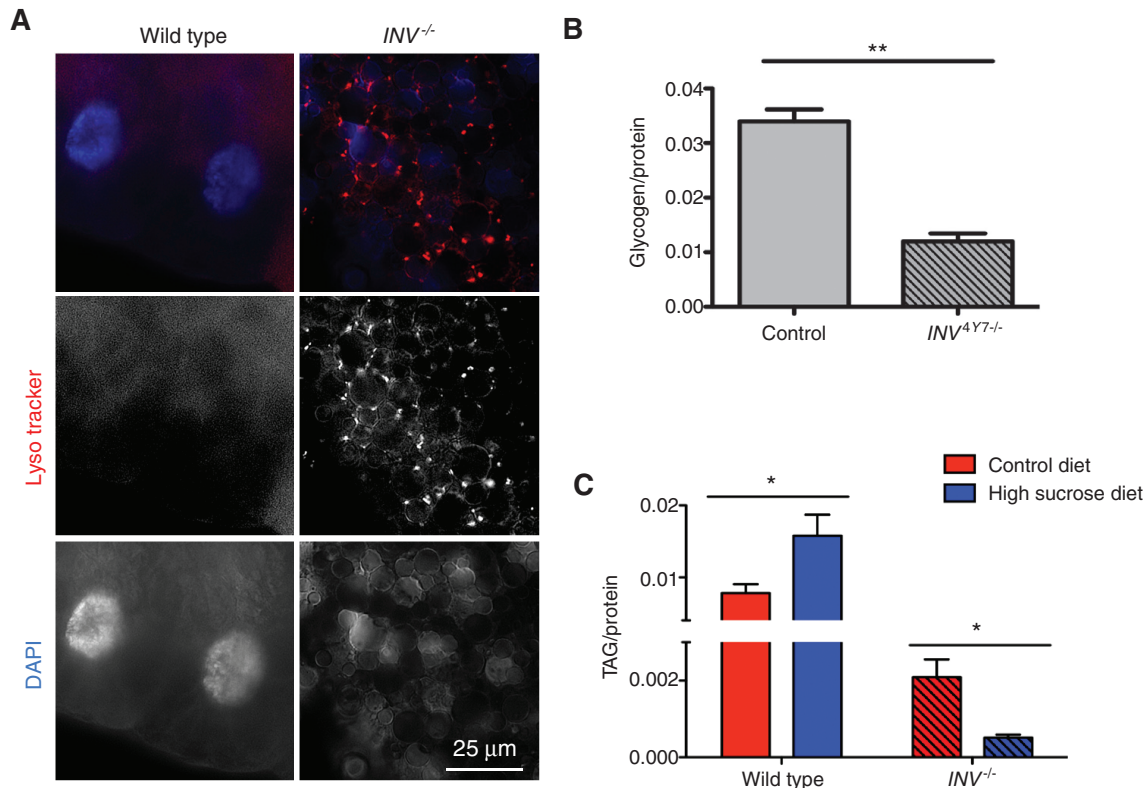 A
Wild type
INV-/-
Lyso tracker
DAPI
25 μm
B
**
Glycogen/protein
0.04
0.03
0.02
0.01
0.00
Control
INV4Y7-/-
C
Control diet
High sucrose diet
*
*
TAG/protein
0.02
0.01
0.002
0.000
Wild type
INV-/-